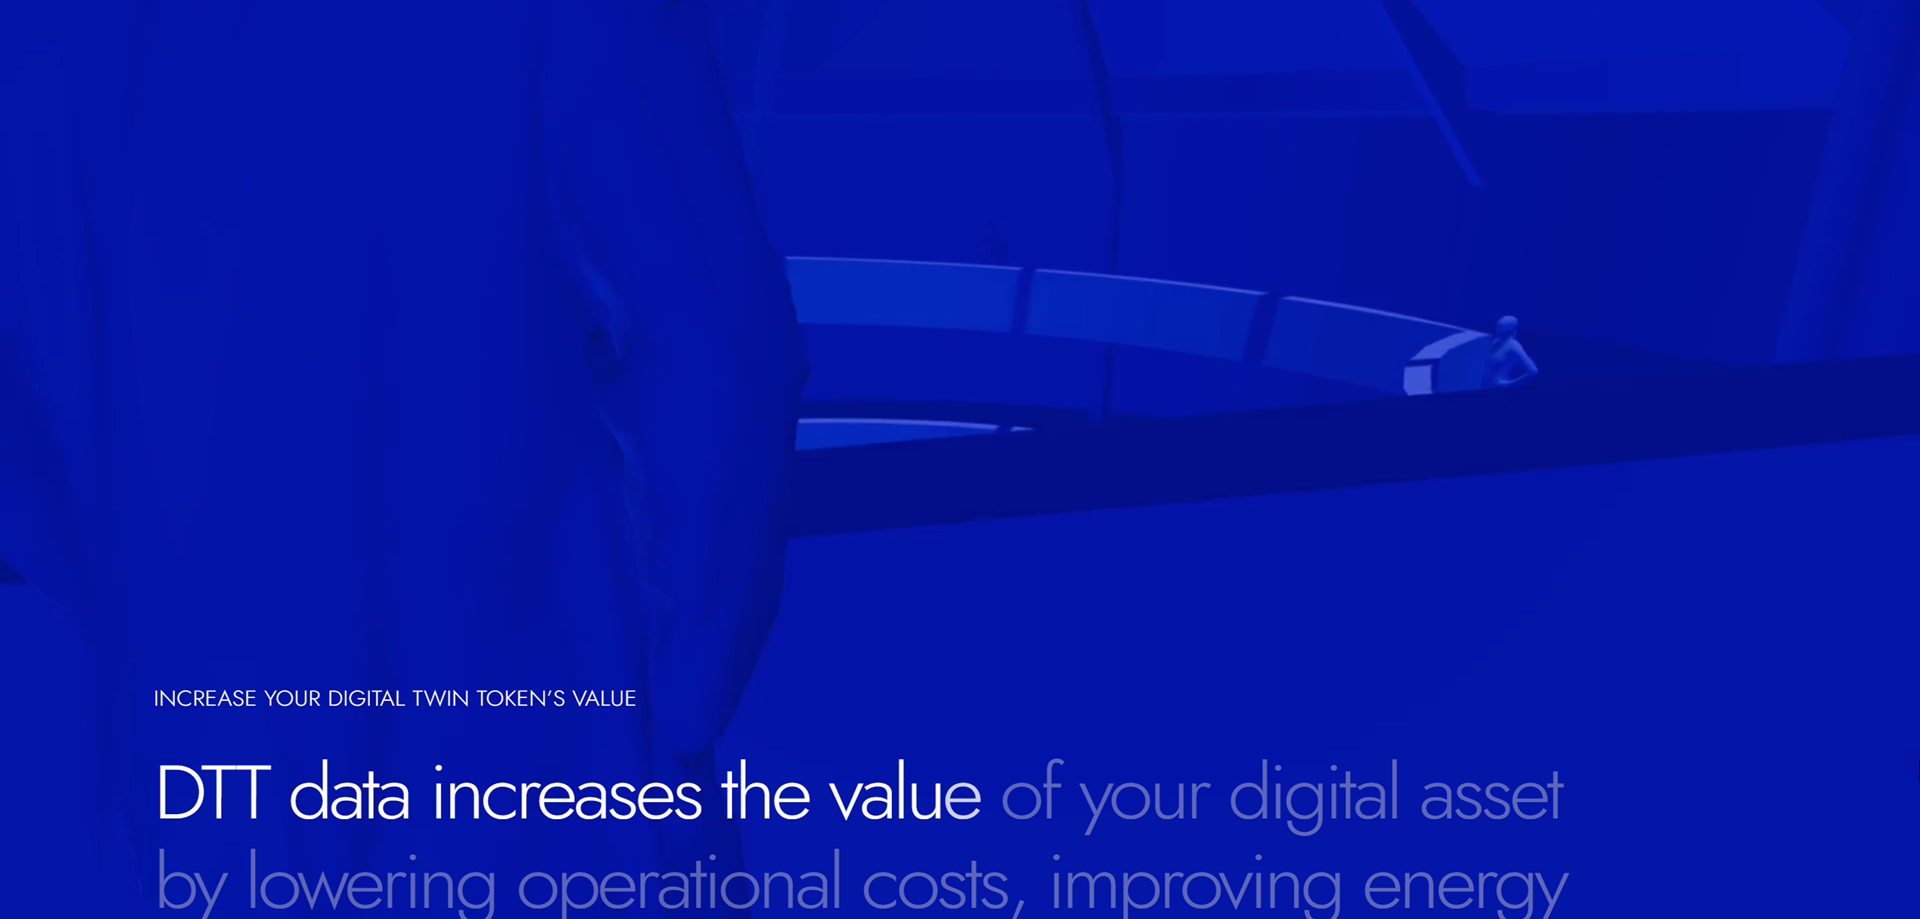 INCREASE YOUR DIGITAL TWIN TOKEN’S VALUE
DTT data increases the value of your digital asset
by lowering operational costs, improving energy